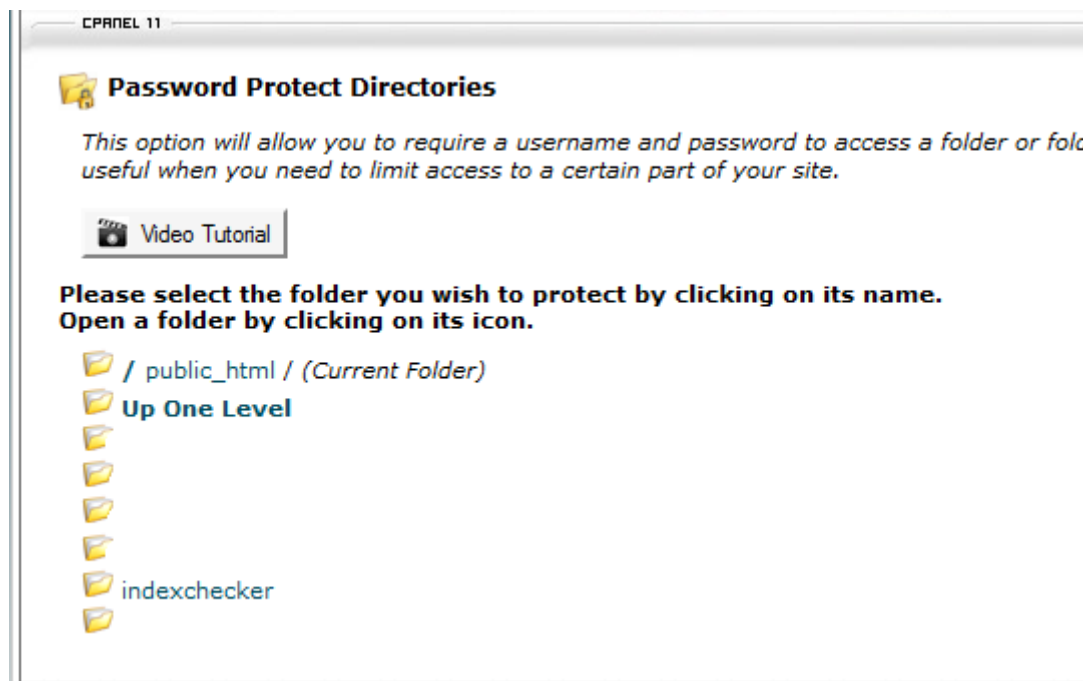 CPANEL 11
Password Protect Directories
This option will allow you to require a username and password to access a folder or
useful when you need to limit access to a certain part of your site.
Video Tutorial
Please select the folder you wish to protect by clicking on its name.
Open a folder by clicking on its icon.
/ public_html / (Current Folder)
Up One Level
indexchecker